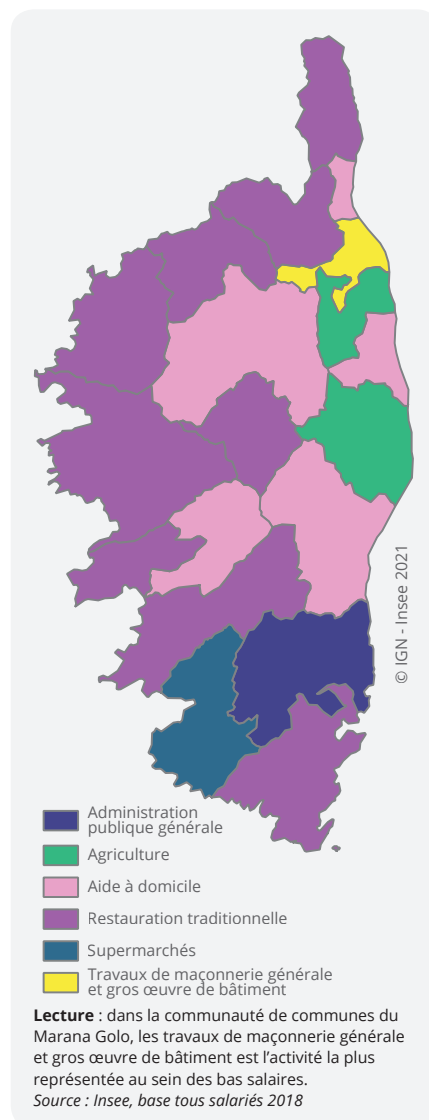 © IGN - Insee 2021
Administration
publique générale
Agriculture
Aide à domicile
Restauration traditionnelle
Supermarchés
Travaux de maçonnerie générale
et gros œuvre de bâtiment
Lecture : dans la communauté de communes du
Marana Golo, les travaux de maçonnerie générale
et gros œuvre de bâtiment est l’activité la plus
représentée au sein des bas salaires.
Source : Insee, base tous salariés 2018